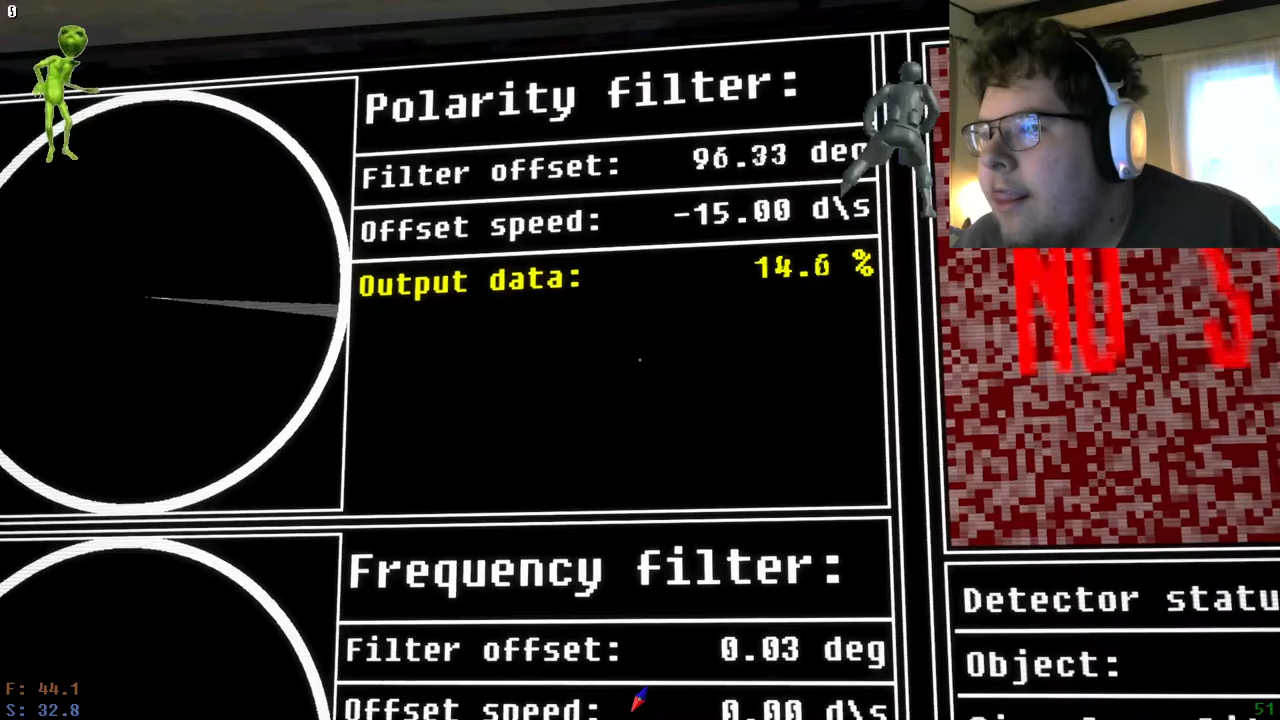 0
Polarity filter:
Filter offset: 96.33 deg
Offset speed: -15.00 d\s
Output data: 14.6 %
NO S
Frequency filter:
Filter offset: 0.03 deg
Offset speed: 0.00 d\s
Detector statu
Object:
F: 44.1
S: 32.8
51